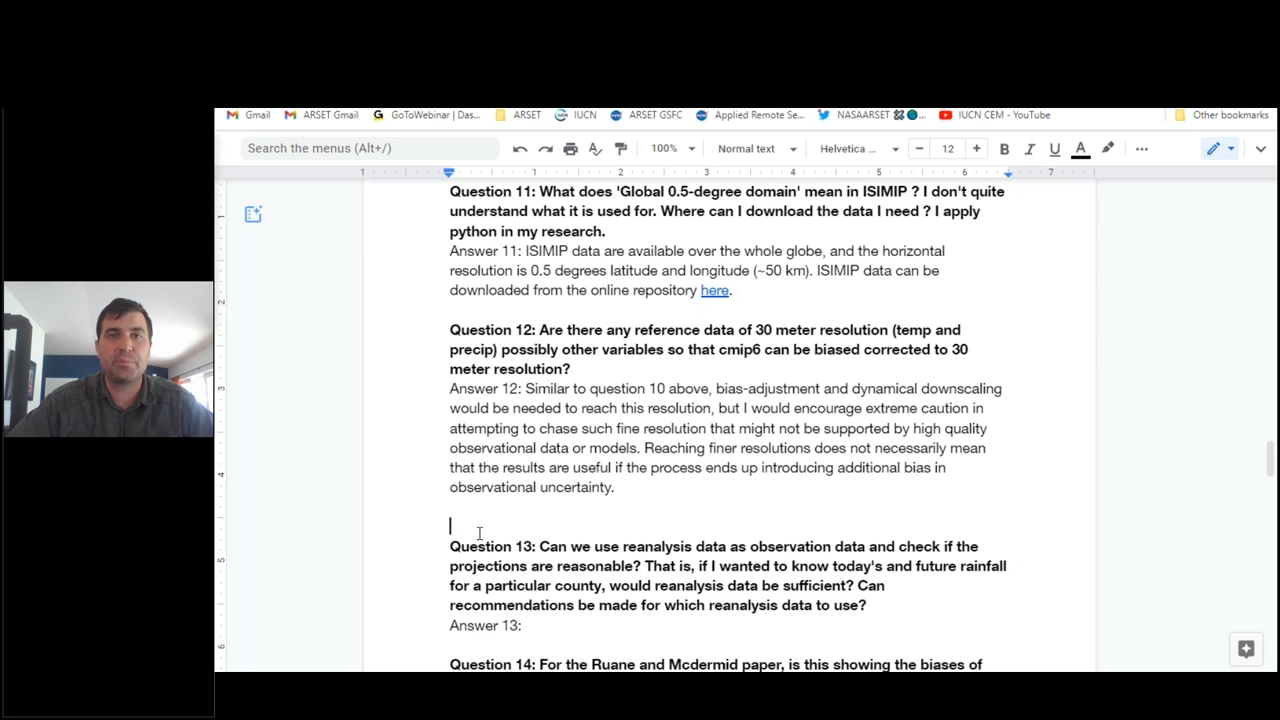 Gmail ARSET Gmail GoToWebinar | Das... ARSET IUCN ARSET GSFC Applied Remote Se... NASAARSET IUCN CEM - YouTube Other bookmarks
Search the menus (Alt+/) 100% Normal text Helvetica ... 12 B I U A
1 1 2 3 4 5 6 7
Question 11: What does 'Global 0.5-degree domain' mean in ISIMIP ? I don't quite
understand what it is used for. Where can I download the data I need ? I apply
python in my research.
Answer 11: ISIMIP data are available over the whole globe, and the horizontal
resolution is 0.5 degrees latitude and longitude (~50 km). ISIMIP data can be
downloaded from the online repository here.
Question 12: Are there any reference data of 30 meter resolution (temp and
precip) possibly other variables so that cmip6 can be biased corrected to 30
meter resolution?
Answer 12: Similar to question 10 above, bias-adjustment and dynamical downscaling
would be needed to reach this resolution, but I would encourage extreme caution in
attempting to chase such fine resolution that might not be supported by high quality
observational data or models. Reaching finer resolutions does not necessarily mean
that the results are useful if the process ends up introducing additional bias in
observational uncertainty.
Question 13: Can we use reanalysis data as observation data and check if the
projections are reasonable? That is, if I wanted to know today's and future rainfall
for a particular county, would reanalysis data be sufficient? Can
recommendations be made for which reanalysis data to use?
Answer 13:
Question 14: For the Ruane and Mcdermid paper, is this showing the biases of